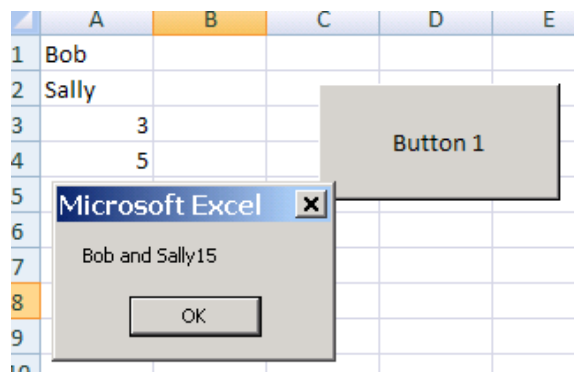 A B C D E
1 Bob
2 Sally
3 3
4 5
Button 1
5
Microsoft Excel
6
7 Bob and Sally15
8 OK
9
10